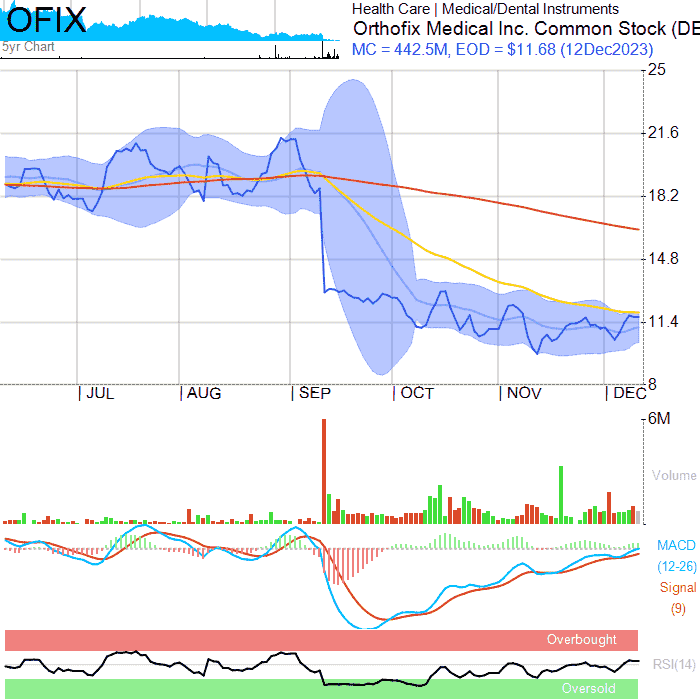 OFIX
Health Care | Medical/Dental Instruments
Orthofix Medical Inc. Common Stock (DE
5yr Chart
MC = 442.5M, EOD = $11.68 (12Dec2023)
25
21.6
18.2
14.8
11.4
8
| JUL | AUG | SEP | OCT | NOV | DEC
6M
Volume
MACD
(12-26)
Signal
(9)
Overbought
RSI(14)
Oversold